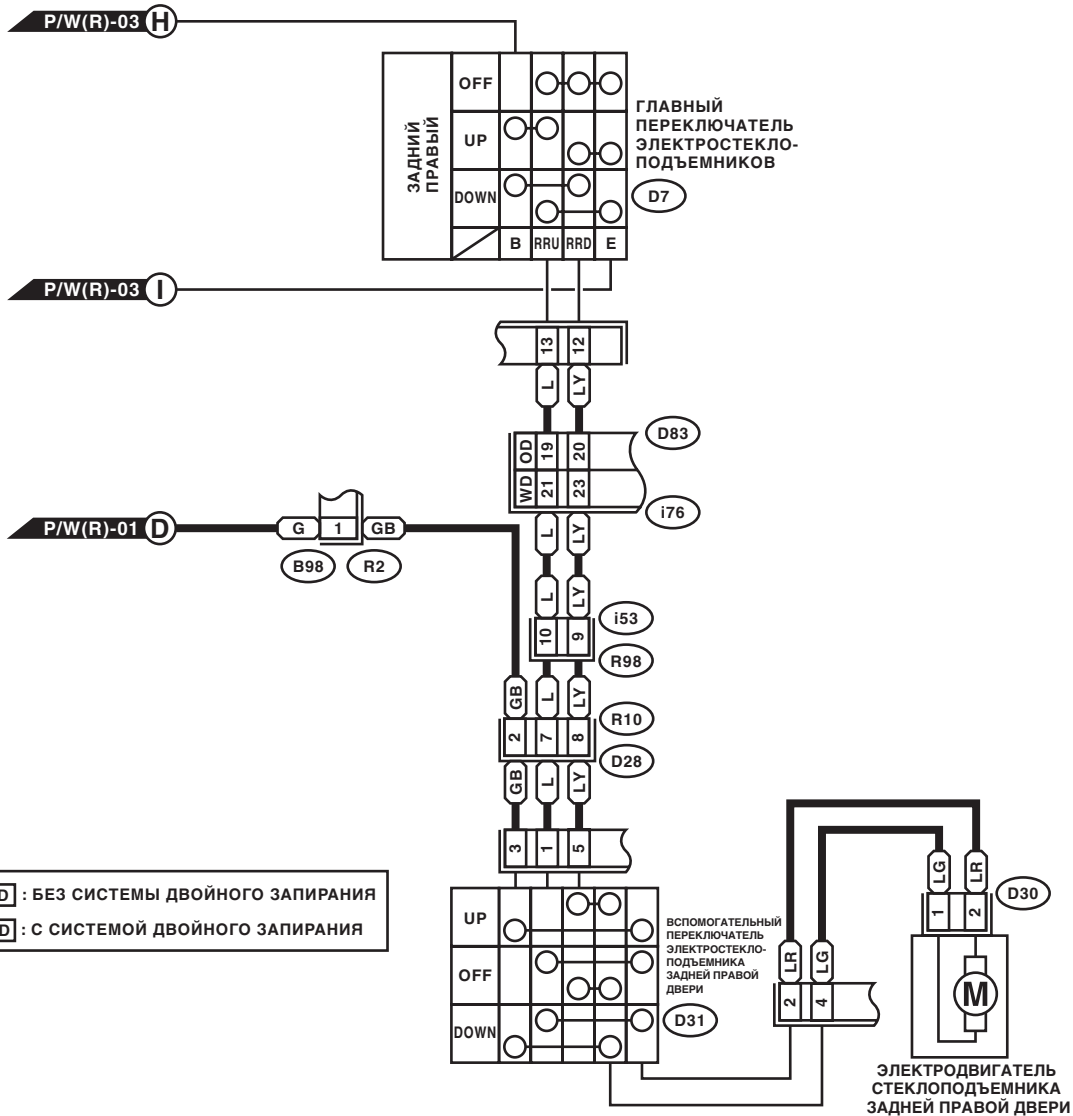 P/W(R)-03 H
ЗАДНИЙ
ПРАВЫЙ
OFF
UP
DOWN
B RRU RRD E
ГЛАВНЫЙ
ПЕРЕКЛЮЧАТЕЛЬ
ЭЛЕКТРОСТЕКЛО-
ПОДЪЕМНИКОВ
D7
P/W(R)-03 I
13 12
L LY
OD 19 20
WD 21 23
D83
i76
P/W(R)-01 D
G 1 GB
B98 R2
L LY
L LY
10 9
i53
R98
GB L LY
2 7 8
R10
D28
GB L LY
3 1 5
D : БЕЗ СИСТЕМЫ ДВОЙНОГО ЗАПИРАНИЯ
D : С СИСТЕМОЙ ДВОЙНОГО ЗАПИРАНИЯ
UP
OFF
DOWN
ВСПОМОГАТЕЛЬНЫЙ
ПЕРЕКЛЮЧАТЕЛЬ
ЭЛЕКТРОСТЕКЛО-
ПОДЪЕМНИКА
ЗАДНЕЙ ПРАВОЙ
ДВЕРИ
D31
LR LG
2 4
LG LR
1 2
D30
M
ЭЛЕКТРОДВИГАТЕЛЬ
СТЕКЛОПОДЪЕМНИКА
ЗАДНЕЙ ПРАВОЙ ДВЕРИ